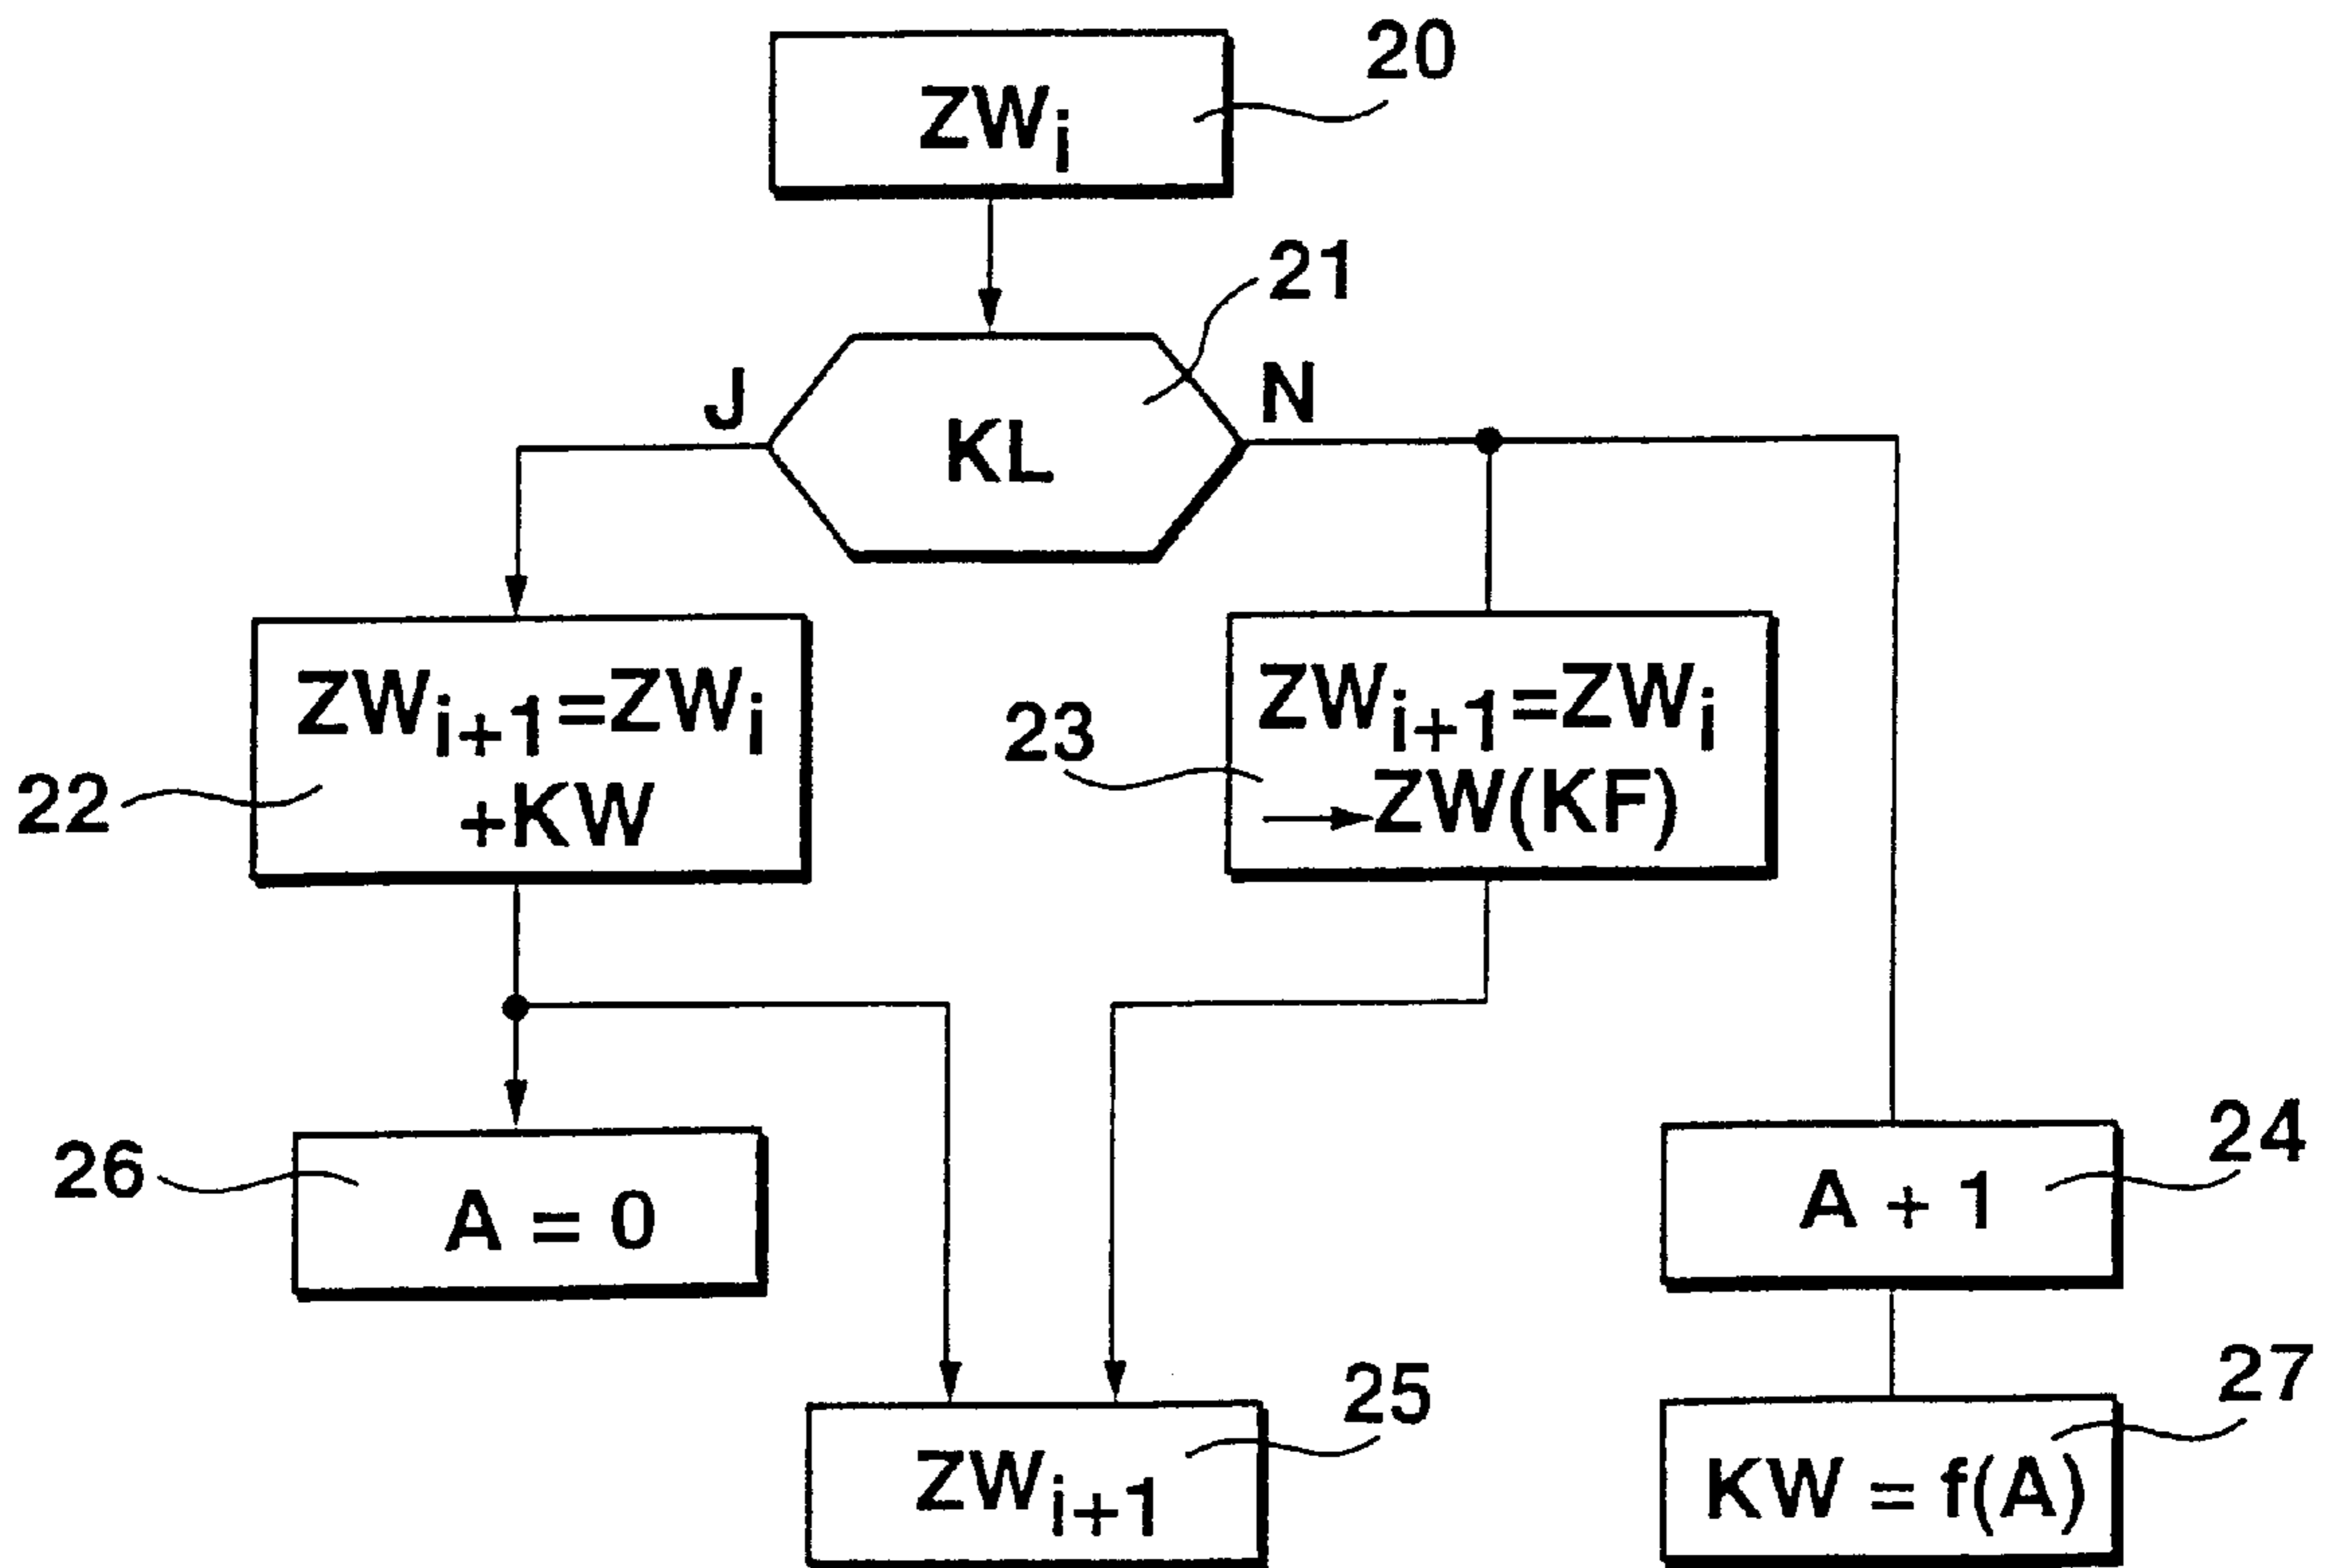 20
ZWi
21
J
N
KL
ZWi+1=ZWi
+KW
22
23
ZWi+1=ZWi
→ZW(KF)
26
A = 0
24
A + 1
25
ZWi+1
27
KW = f(A)